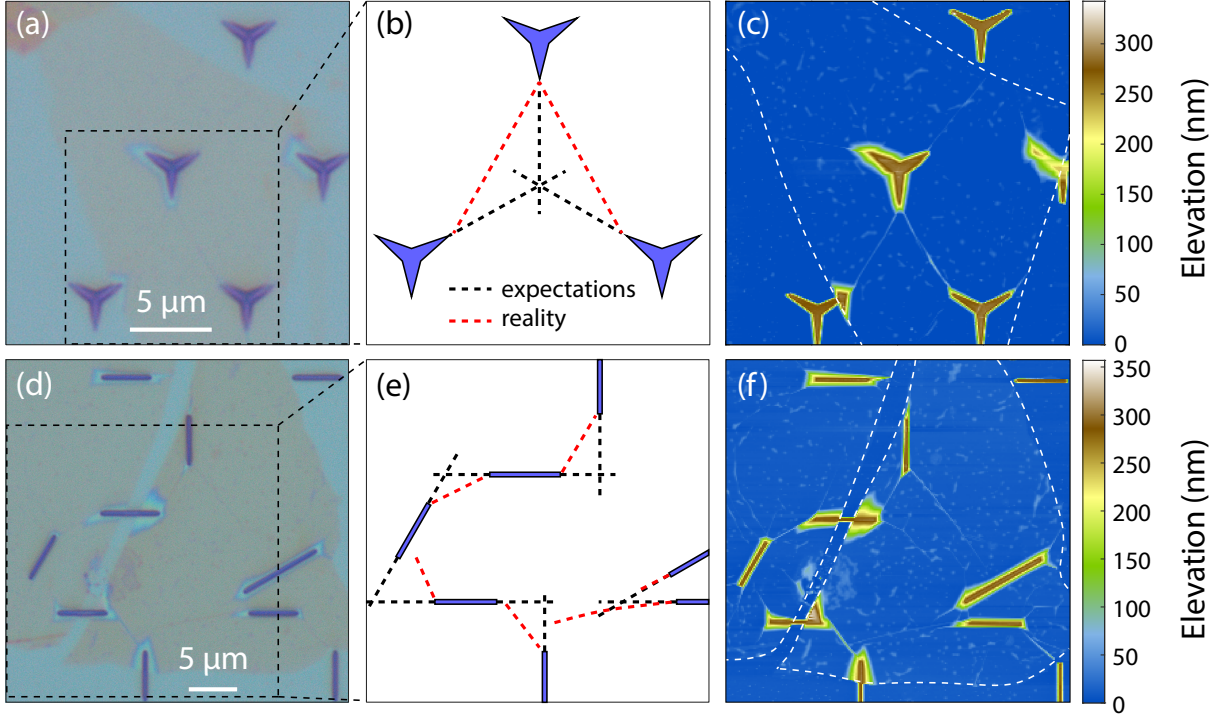 (a)
5 μm
(b)
expectations
reality
(c)
300
250
200
150
100
50
0
Elevation (nm)
(d)
5 μm
(e)
(f)
350
300
250
200
150
100
50
0
Elevation (nm)